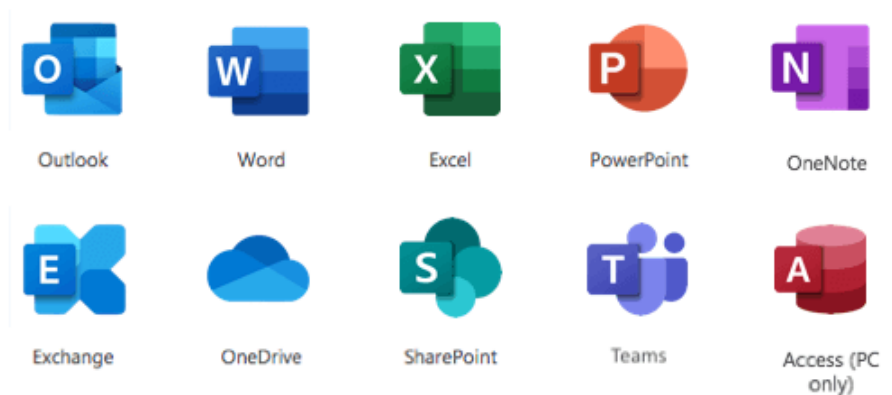 O
W
X
P
N
Outlook
Word
Excel
PowerPoint
OneNote
E
S
T
A
Exchange
OneDrive
SharePoint
Teams
Access (PC
only)